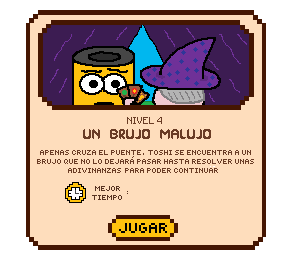 NIVEL 4
UN BRUJO MALUJO
APENAS CRUZA EL PUENTE, TOSHI SE ENCUENTRA A UN
BRUJO QUE NO LO DEJARÁ PASAR HASTA RESOLVER UNAS
ADIVINANZAS PARA PODER CONTINUAR
MEJOR :
TIEMPO
JUGAR